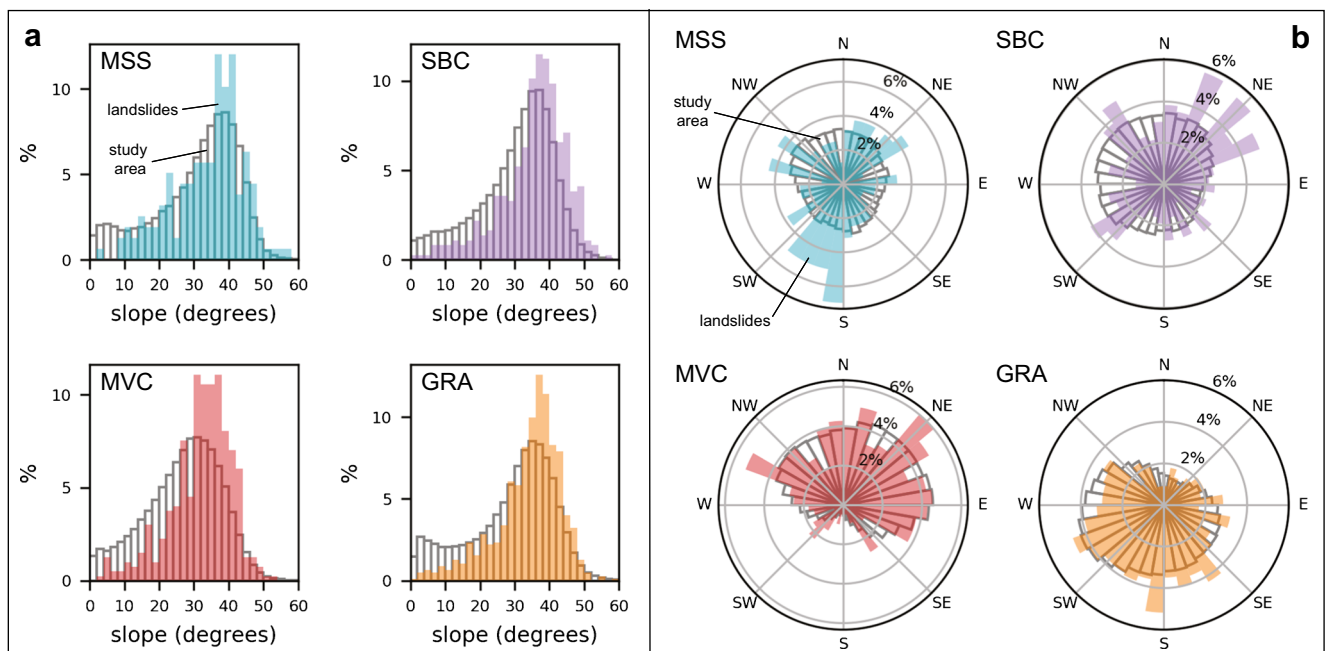 a
MSS
landslides
study
area
%
10
5
0
0 10 20 30 40 50 60
slope (degrees)
SBC
%
10
5
0
0 10 20 30 40 50 60
slope (degrees)
MVC
%
10
5
0
0 10 20 30 40 50 60
slope (degrees)
GRA
%
10
5
0
0 10 20 30 40 50 60
slope (degrees)
b
MSS
N
NE
E
SE
S
SW
W
NW
6%
4%
2%
study
area
landslides
SBC
N
NE
E
SE
S
SW
W
NW
6%
4%
2%
MVC
N
NE
E
SE
S
SW
W
NW
6%
4%
2%
GRA
N
NE
E
SE
S
SW
W
NW
6%
4%
2%